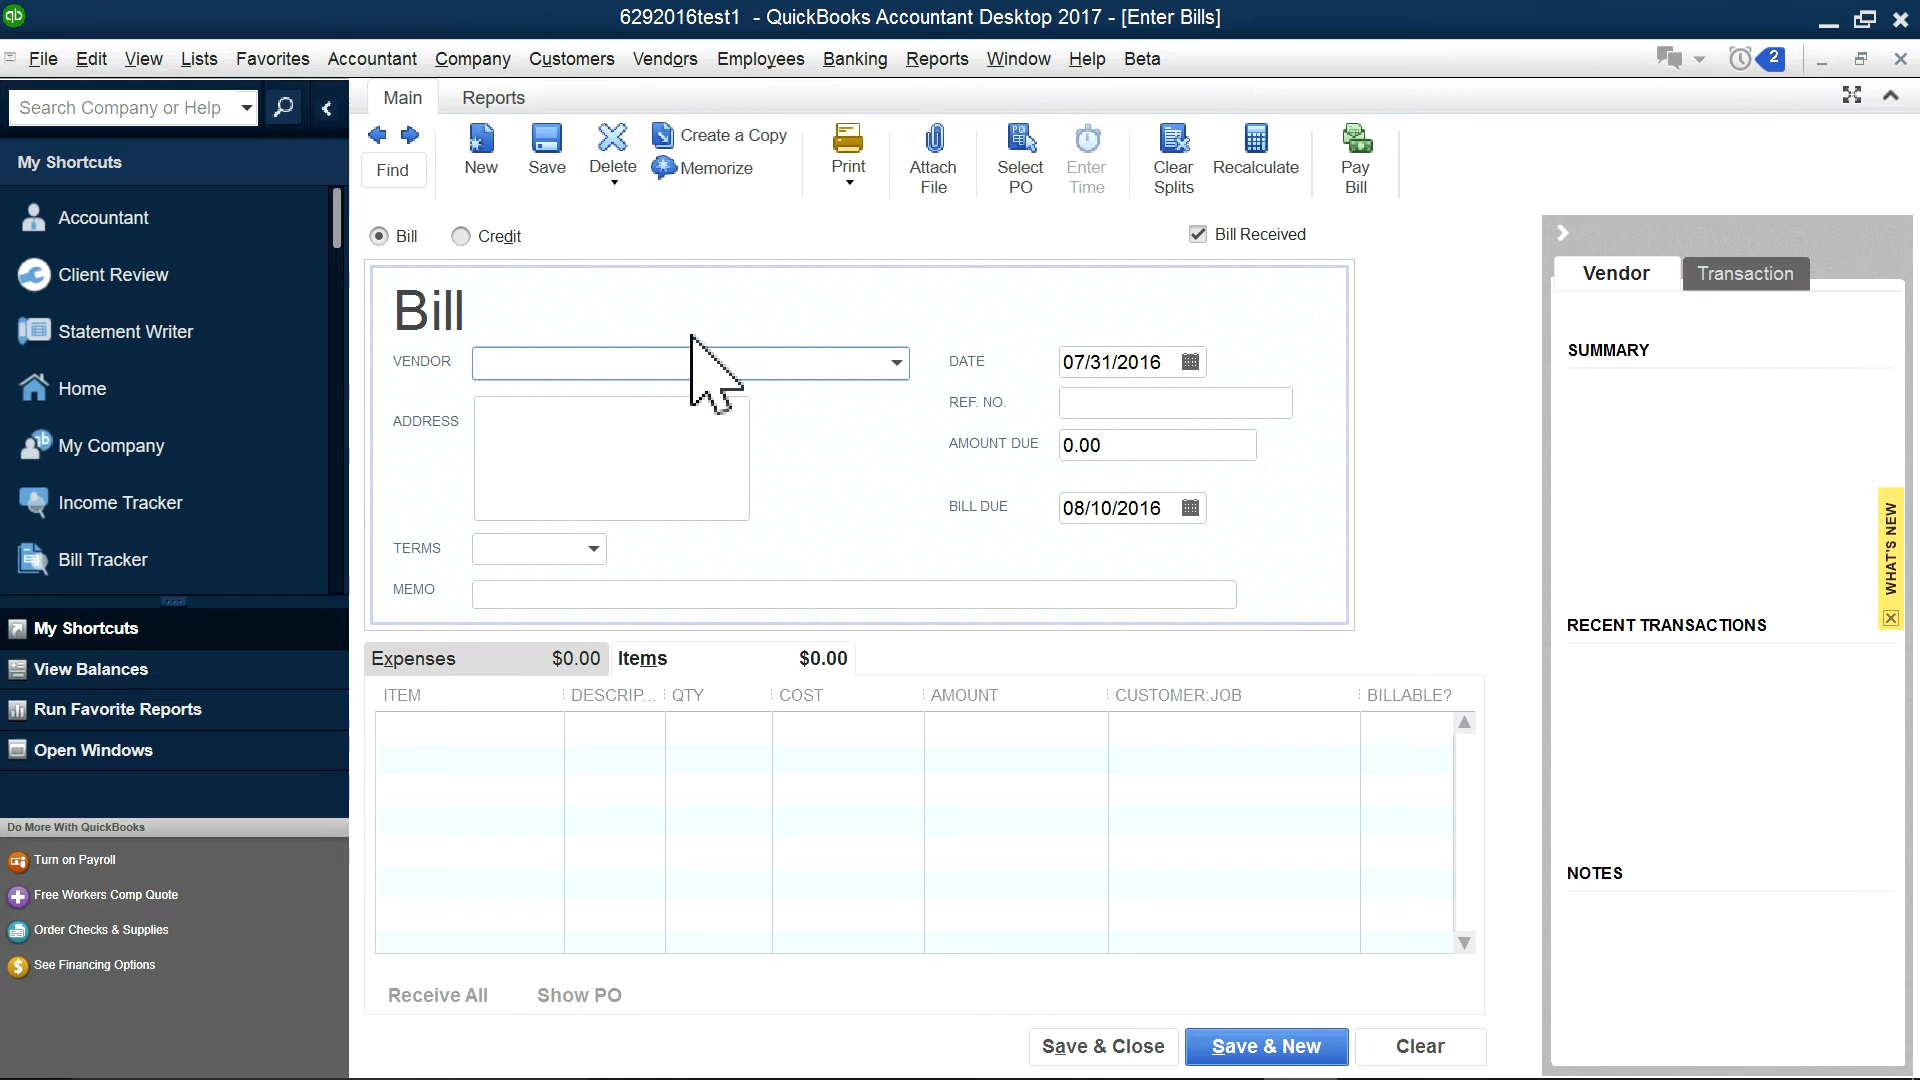 6292016test1 - QuickBooks Accountant Desktop 2017 - [Enter Bills]
File Edit View Lists Favorites Accountant Company Customers Vendors Employees Banking Reports Window Help Beta
2
Search Company or Help
Main Reports
Find
New
Save
Delete
Create a Copy
Memorize
Print
Attach
File
Select
PO
Enter
Time
Clear
Splits
Recalculate
Pay
Bill
My Shortcuts
Accountant
Client Review
Statement Writer
Home
My Company
Income Tracker
Bill Tracker
My Shortcuts
View Balances
Run Favorite Reports
Open Windows
Do More With QuickBooks
Turn on Payroll
Free Workers Comp Quote
Order Checks & Supplies
See Financing Options
Bill Credit
Bill Received
Bill
VENDOR
DATE 07/31/2016
ADDRESS
REF. NO.
AMOUNT DUE 0.00
BILL DUE 08/10/2016
TERMS
MEMO
Expenses $0.00 Items $0.00
ITEM DESCRIP... QTY COST AMOUNT CUSTOMER:JOB BILLABLE?
Receive All Show PO
Save & Close Save & New Clear
Vendor Transaction
SUMMARY
WHAT'S NEW
RECENT TRANSACTIONS
NOTES